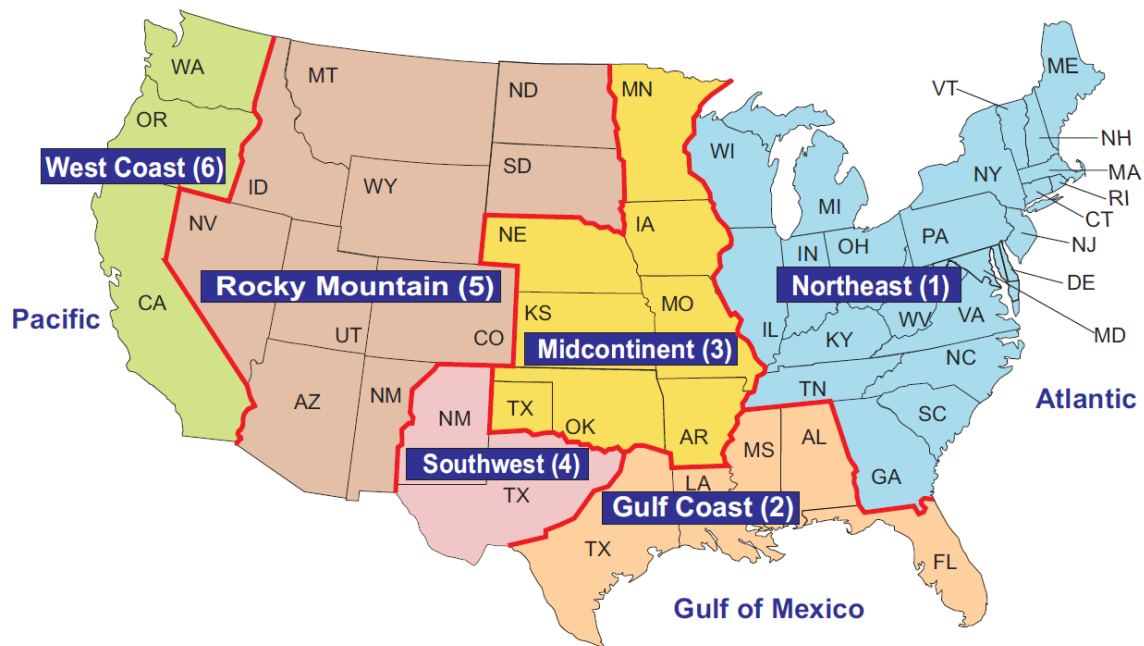 WA
MT
ND
MN
ME
VT
OR
WI
NH
West Coast (6)
ID
WY
SD
NY
MA
MI
RI
NV
NE
IA
PA
CT
IN
OH
NJ
CA
Rocky Mountain (5)
Northeast (1)
DE
Pacific
UT
CO
KS
MO
IL
WV
VA
MD
Midcontinent (3)
KY
NC
AZ
NM
TN
Atlantic
NM
TX
OK
AR
MS
AL
SC
Southwest (4)
GA
TX
LA
Gulf Coast (2)
TX
FL
Gulf of Mexico